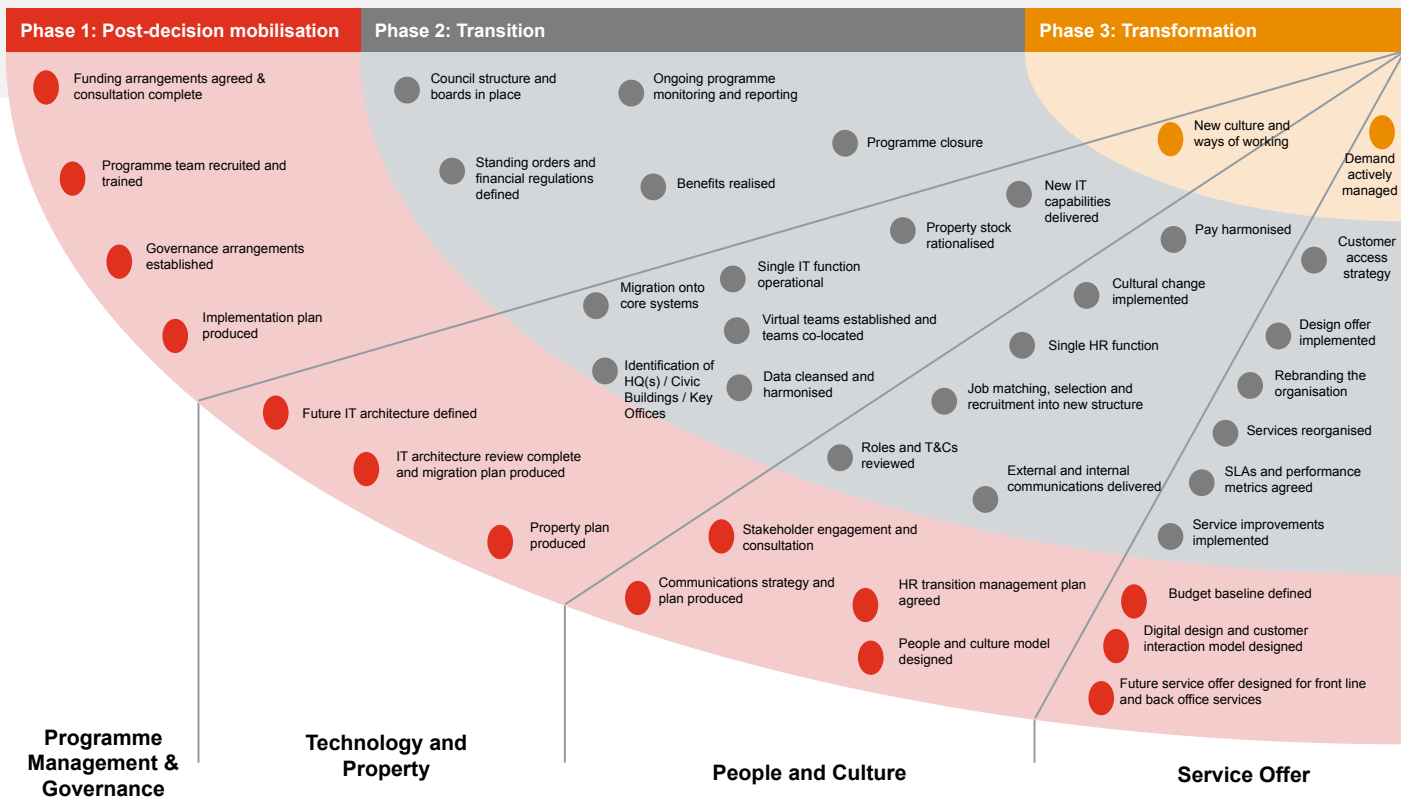 Phase 1: Post-decision mobilisation
Phase 2: Transition
Phase 3: Transformation
Funding arrangements agreed &
consultation complete
Programme team recruited and
trained
Governance arrangements
established
Implementation plan
produced
Council structure and
boards in place
Ongoing programme
monitoring and reporting
Programme closure
Standing orders and
financial regulations
defined
Benefits realised
New culture and
ways of working
Demand
actively
managed
New IT
capabilities
delivered
Property stock
rationalised
Single IT function
operational
Migration onto
core systems
Virtual teams established and
teams co-located
Identification of
HQ(s) / Civic
Buildings / Key
Offices
Data cleansed and
harmonised
Pay harmonised
Cultural change
implemented
Single HR function
Job matching, selection and
recruitment into new structure
Roles and T&Cs
reviewed
External and internal
communications delivered
Customer
access
strategy
Design offer
implemented
Rebranding the
organisation
Services reorganised
SLAs and performance
metrics agreed
Service improvements
implemented
Future IT architecture defined
IT architecture review complete
and migration plan produced
Property plan
produced
Stakeholder engagement and
consultation
Communications strategy and
plan produced
HR transition management plan
agreed
People and culture model
designed
Budget baseline defined
Digital design and customer
interaction model designed
Future service offer designed for front line
and back office services
Programme
Management &
Governance
Technology and
Property
People and Culture
Service Offer